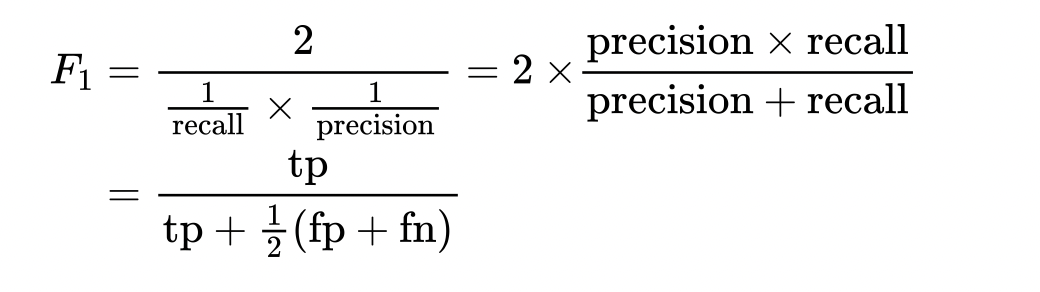 F₁ = 2 / (1/recall × 1/precision) = 2 × (precision × recall) / (precision + recall)
= tp / (tp + 1/2 (fp + fn))